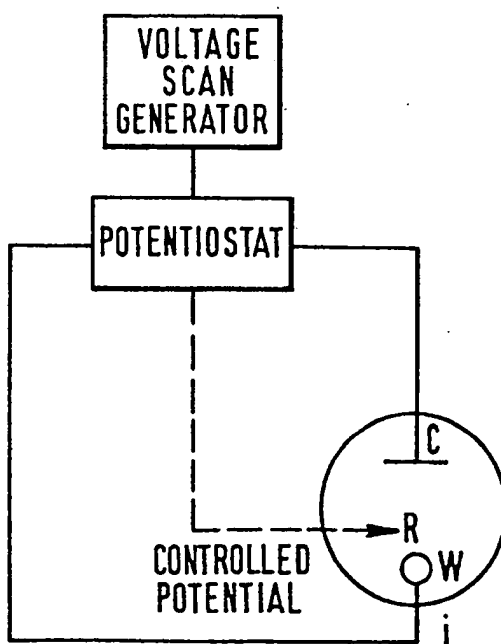 VOLTAGE
SCAN
GENERATOR
POTENTIOSTAT
C
R
W
CONTROLLED
POTENTIAL
i